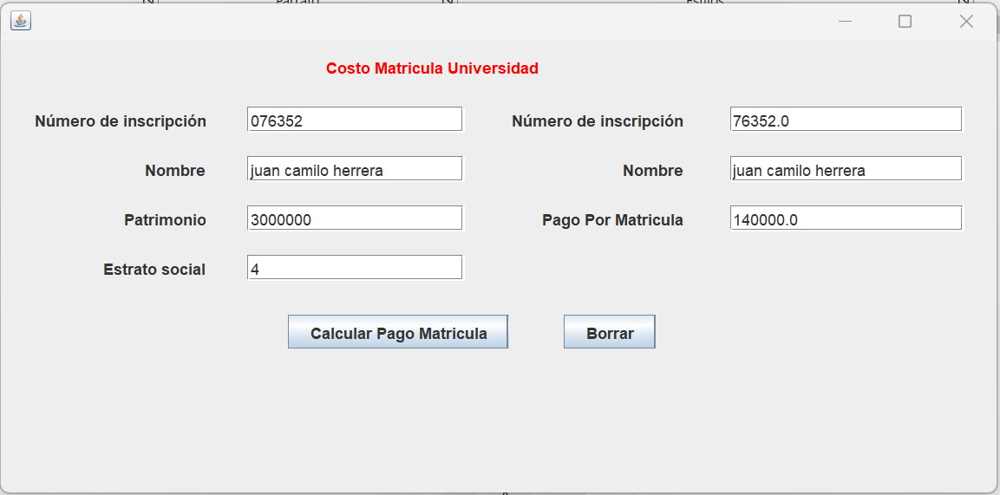 Costo Matricula Universidad
Número de inscripción 076352 Número de inscripción 76352.0
Nombre juan camilo herrera Nombre juan camilo herrera
Patrimonio 3000000 Pago Por Matricula 140000.0
Estrato social 4
Calcular Pago Matricula Borrar